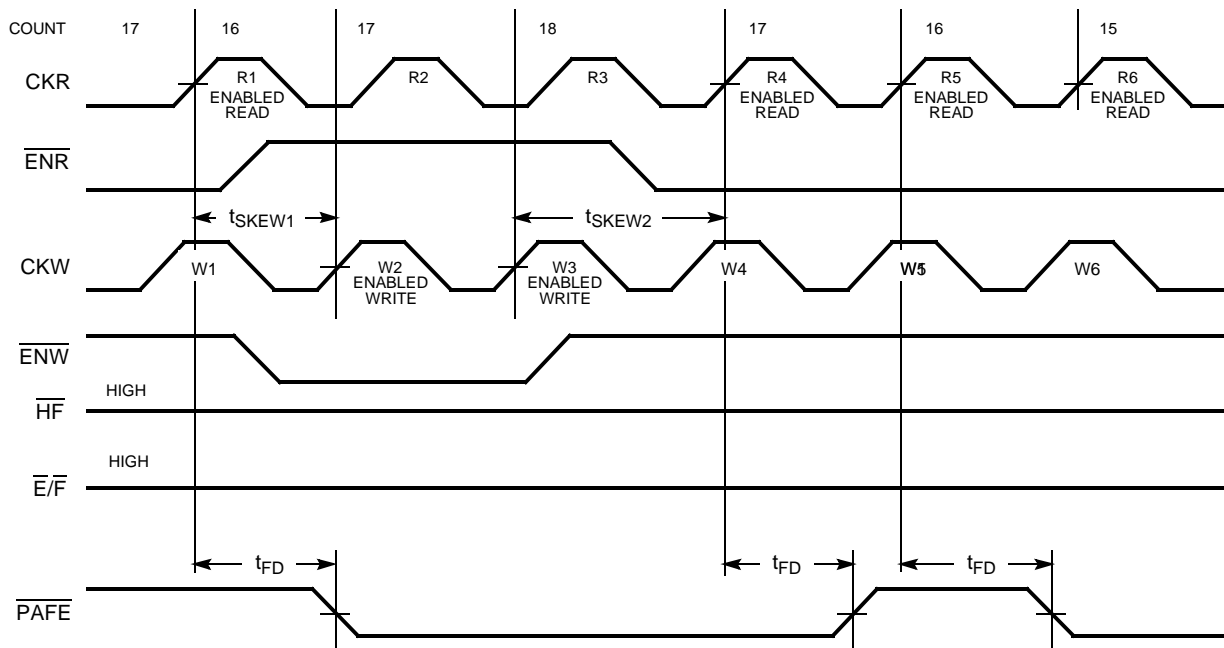 COUNT 17 16 17 18 17 16 15
CKR R1 R2 R3 R4 R5 R6
ENABLED ENABLED ENABLED ENABLED
READ READ READ READ
ENR
tSKEW1 tSKEW2
CKW W1 W2 W3 W4 W5 W6
ENABLED ENABLED
WRITE WRITE
ENW
HIGH
HF
HIGH
E/F
tFD tFD tFD
PAFE